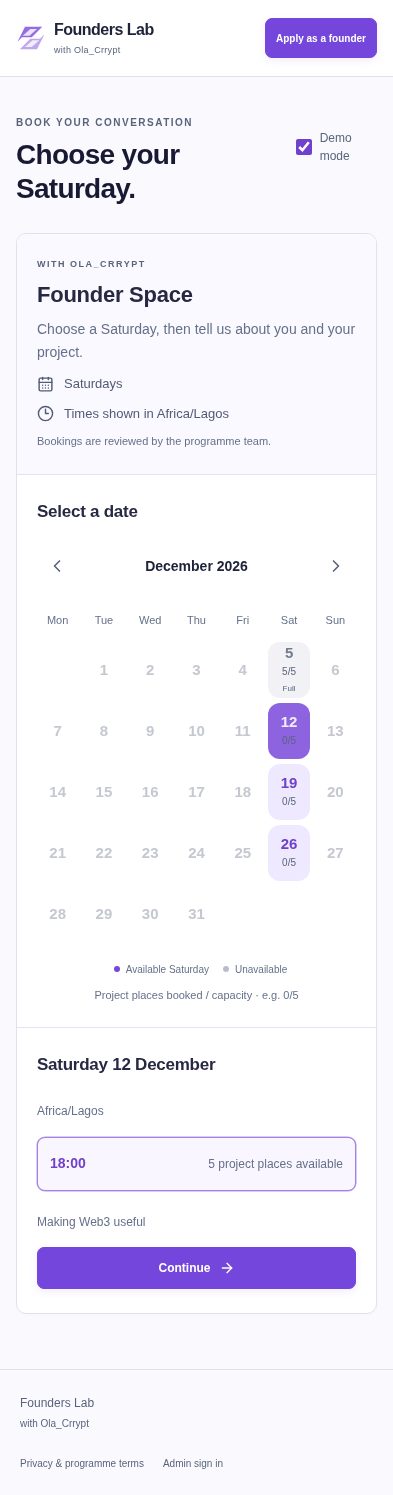 Founders Lab
with Ola_Crrypt
Apply as a founder
BOOK YOUR CONVERSATION
Choose your
Saturday.
Demo
mode
WITH OLA_CRRYPT
Founder Space
Choose a Saturday, then tell us about you and your
project.
Saturdays
Times shown in Africa/Lagos
Bookings are reviewed by the programme team.
Select a date
December 2026
Mon Tue Wed Thu Fri Sat Sun
1 2 3 4 5 6
5/5
Full
7 8 9 10 11 12 13
0/5
14 15 16 17 18 19 20
0/5
21 22 23 24 25 26 27
0/5
28 29 30 31
Available Saturday Unavailable
Project places booked / capacity · e.g. 0/5
Saturday 12 December
Africa/Lagos
18:00 5 project places available
Making Web3 useful
Continue
Founders Lab
with Ola_Crrypt
Privacy & programme terms Admin sign in